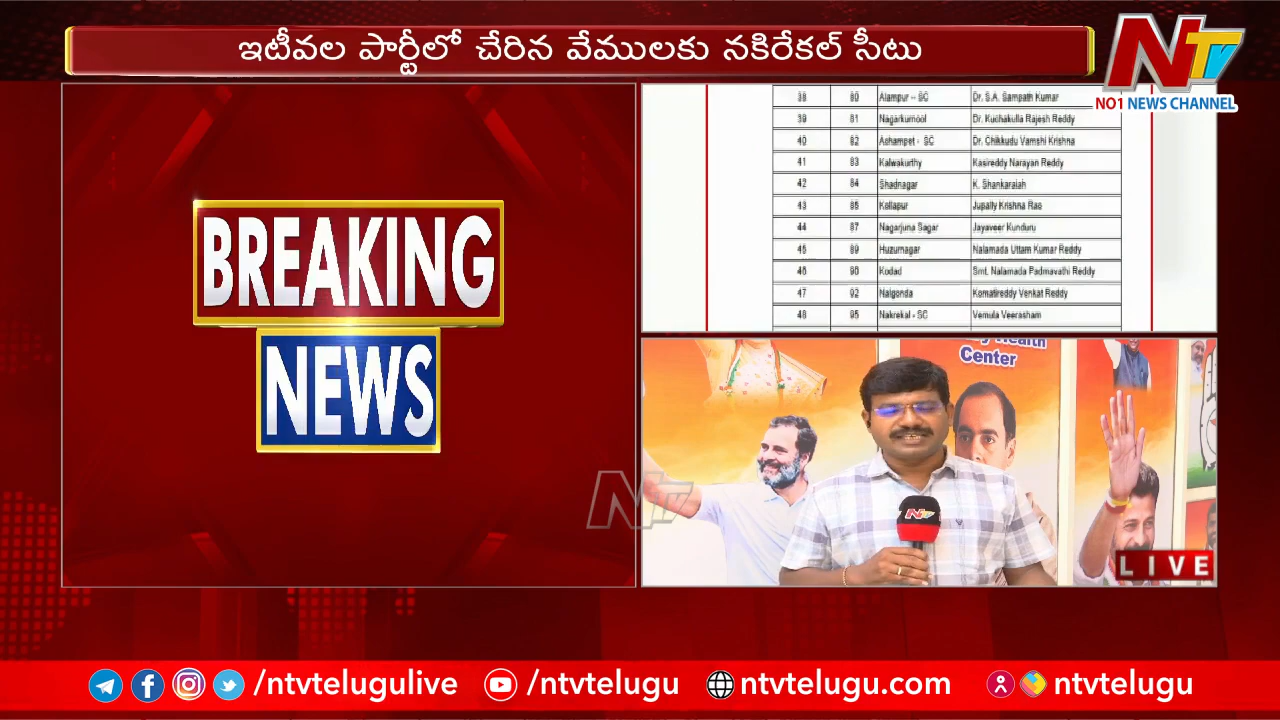 ఇటీవల పార్టీలో చేరిన వేములకు నకిరేకల్ సీటు
NTV
NO1 NEWS CHANNEL
BREAKING
NEWS
38 80 Alampur – SC Dr. S.A. Sampath Kumar
39 81 Nagarkurnool Dr. Kuchakulla Rajesh Reddy
40 82 Achampet - SC Dr. Chikkudu Vamshi Krishna
41 83 Kalwakurthy Kasireddy Narayan Reddy
42 84 Shadnagar K. Shankaraiah
43 85 Kollapur Jupally Krishna Rao
44 87 Nagarjuna Sagar Jayaveer Kunduru
45 89 Huzurnagar Nalamada Uttam Kumar Reddy
46 90 Kodad Smt. Nalamada Padmavathi Reddy
47 92 Nalgonda Komatireddy Venkat Reddy
48 95 Nakrekal - SC Vemula Veerasham
Health
Center
NTV
NTV
LIVE
/ntvtelugulive /ntvtelugu ntvtelugu.com ntvtelugu